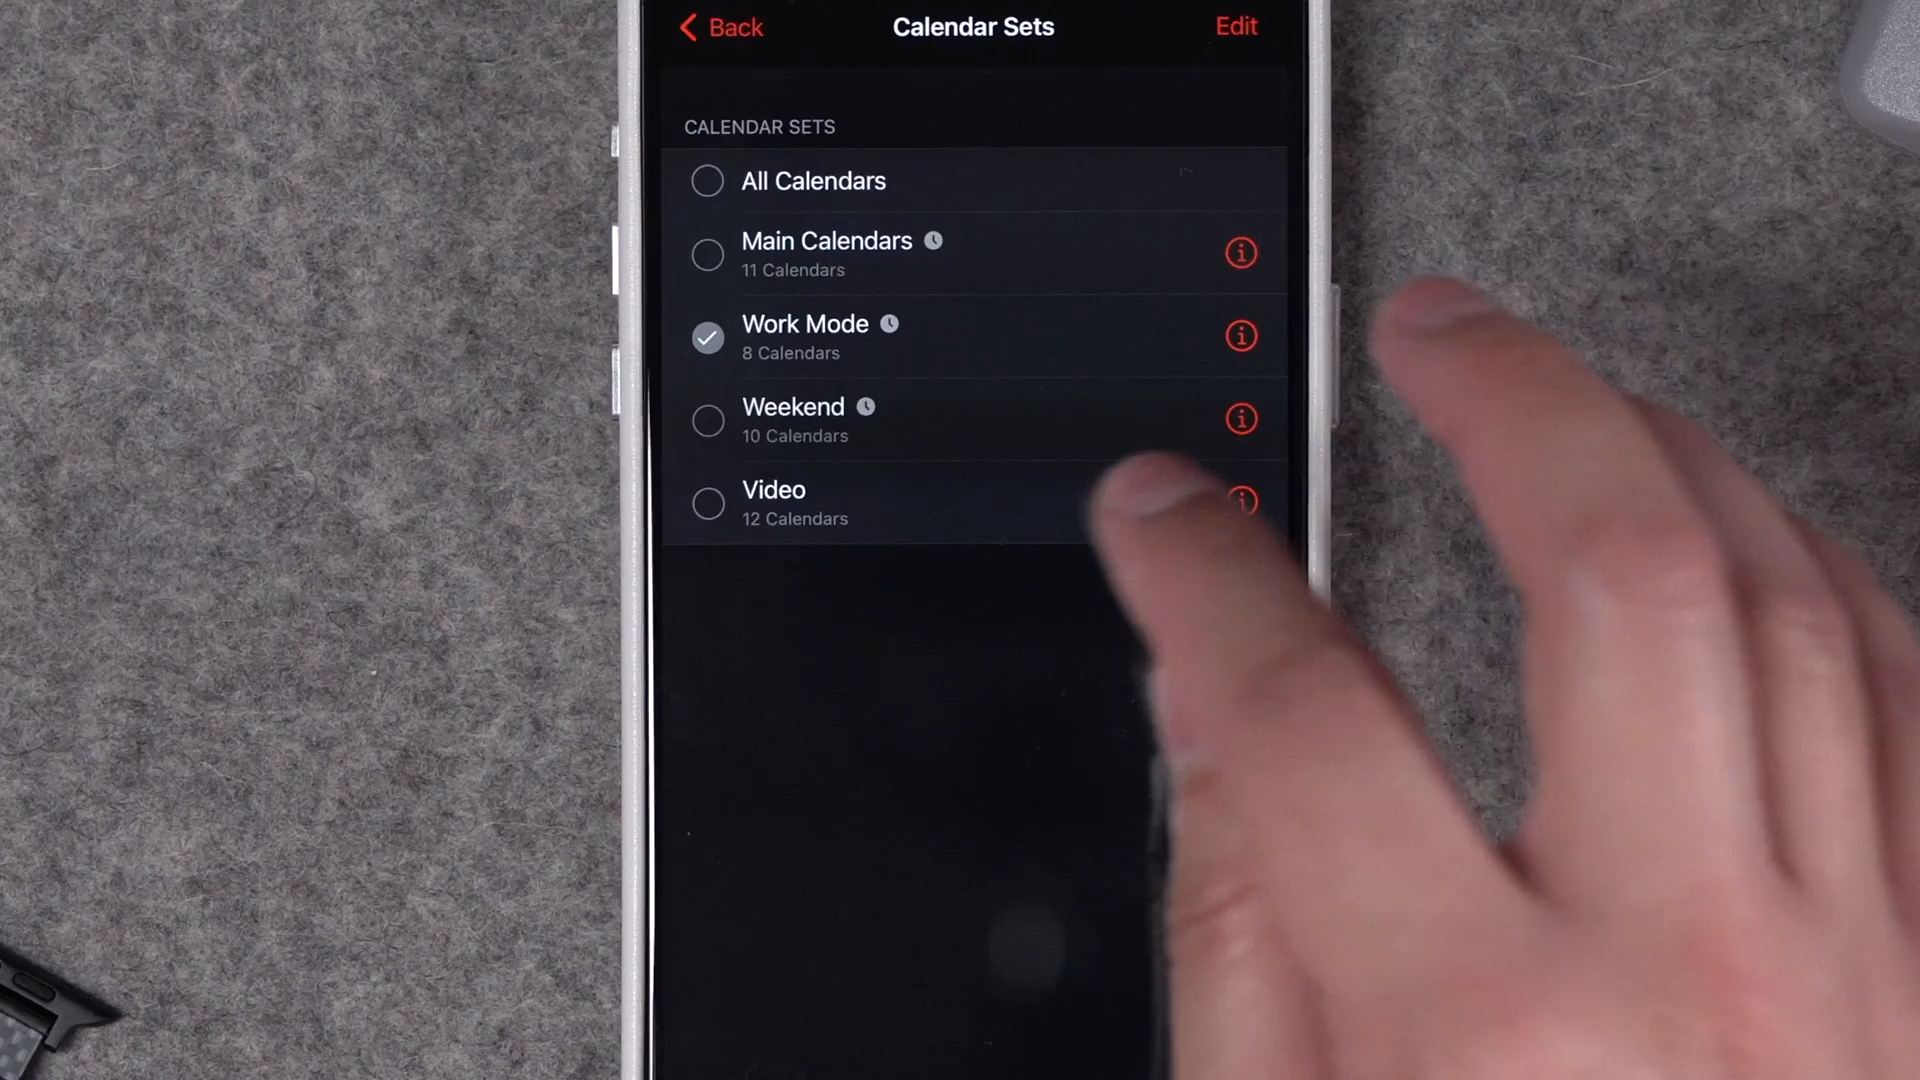 Back
Calendar Sets
Edit
CALENDAR SETS
All Calendars
Main Calendars
11 Calendars
Work Mode
8 Calendars
Weekend
10 Calendars
Video
12 Calendars